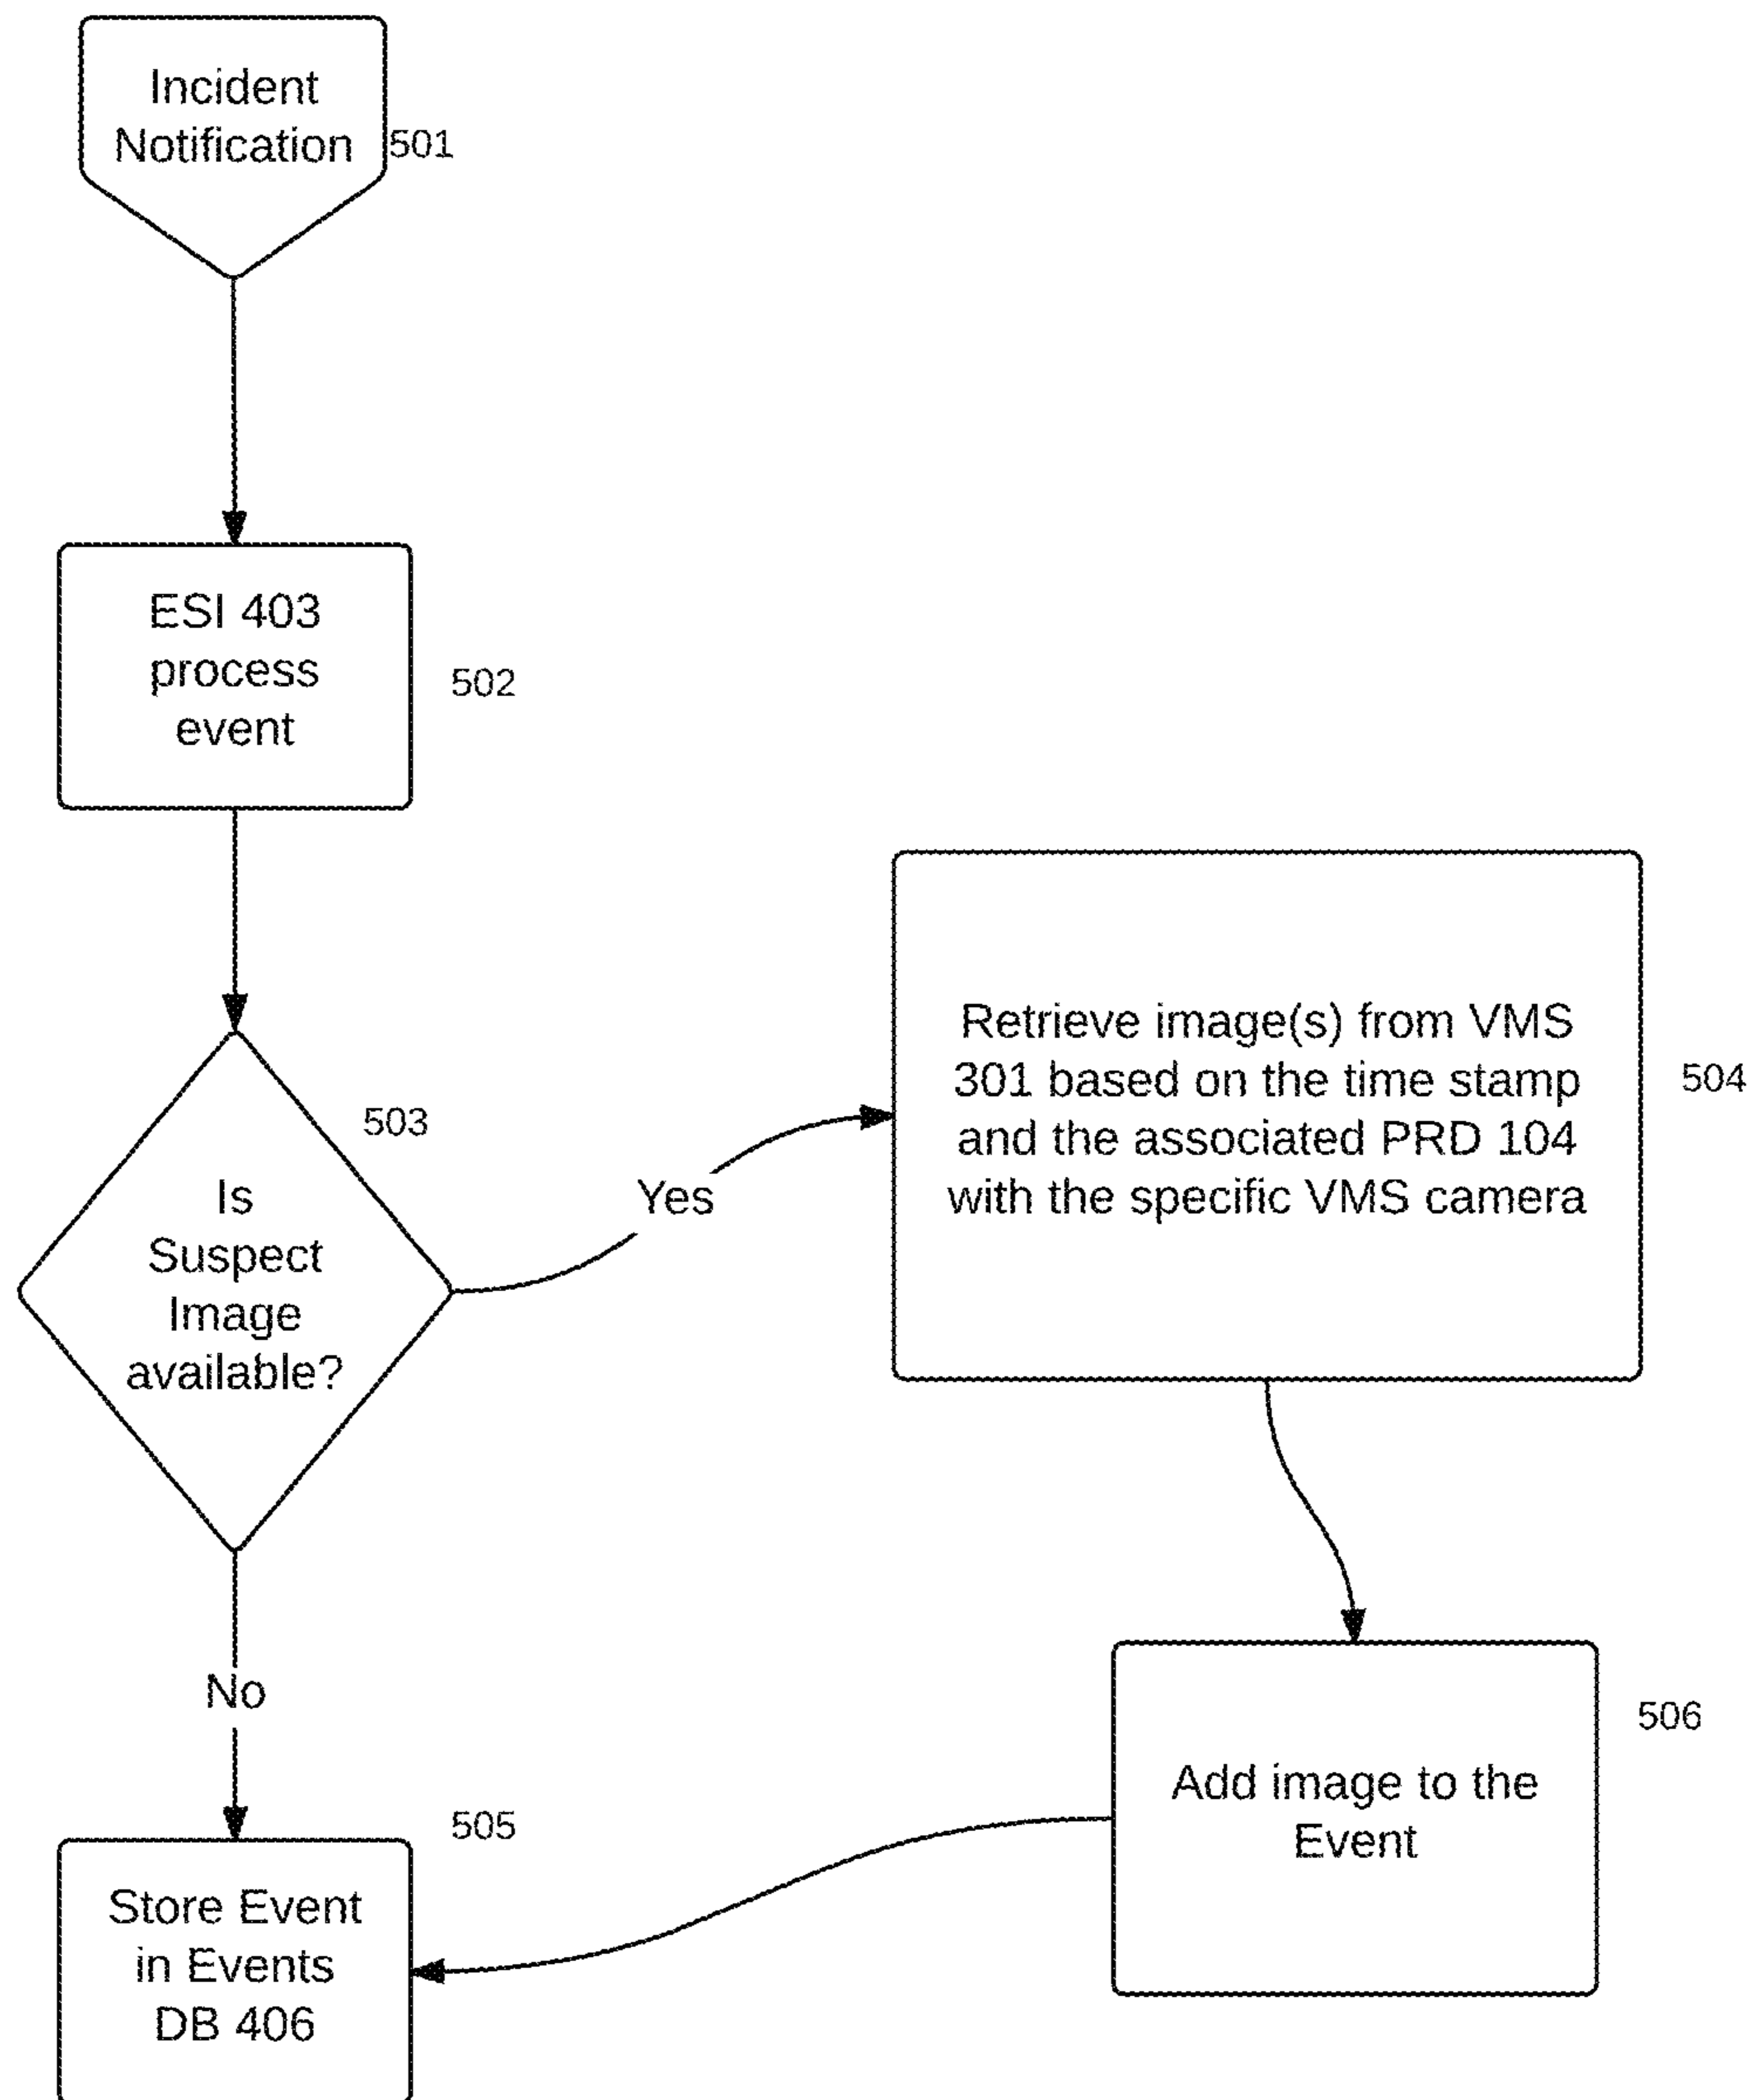 Incident
Notification
501
ESI 403
process
event
502
503
Is
Suspect
Image
available?
Yes
Retrieve image(s) from VMS
301 based on the time stamp
and the associated PRD 104
with the specific VMS camera
504
No
506
Add image to the
Event
505
Store Event
in Events
DB 406